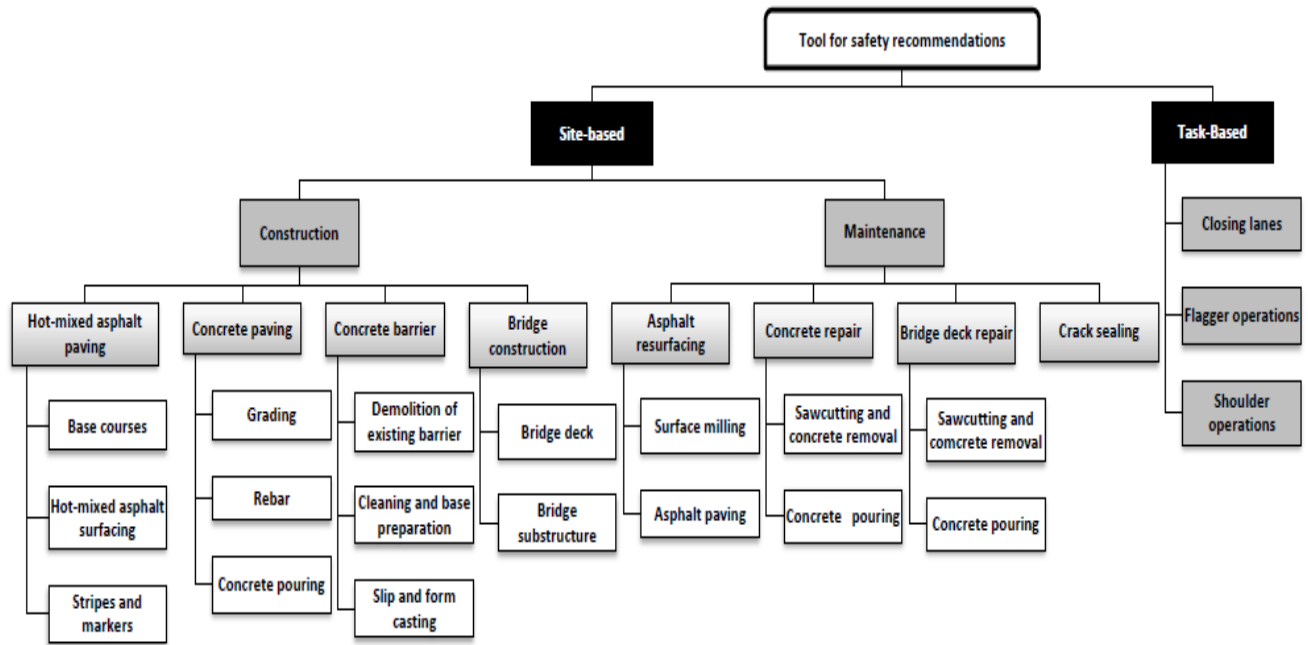 Tool for safety recommendations
Site-based
Task-Based
Construction
Maintenance
Closing lanes
Flagger operations
Shoulder
operations
Hot-mixed asphalt
paving
Base courses
Hot-mixed asphalt
surfacing
Stripes and
markers
Concrete paving
Grading
Rebar
Concrete pouring
Concrete barrier
Demolition of
existing barrier
Cleaning and base
preparation
Slip and form
casting
Bridge
construction
Bridge deck
Bridge
substructure
Asphalt
resurfacing
Surface milling
Asphalt paving
Concrete repair
Sawcutting and
concrete removal
Concrete pouring
Bridge deck repair
Sawcutting and
comcrete removal
Concrete pouring
Crack sealing